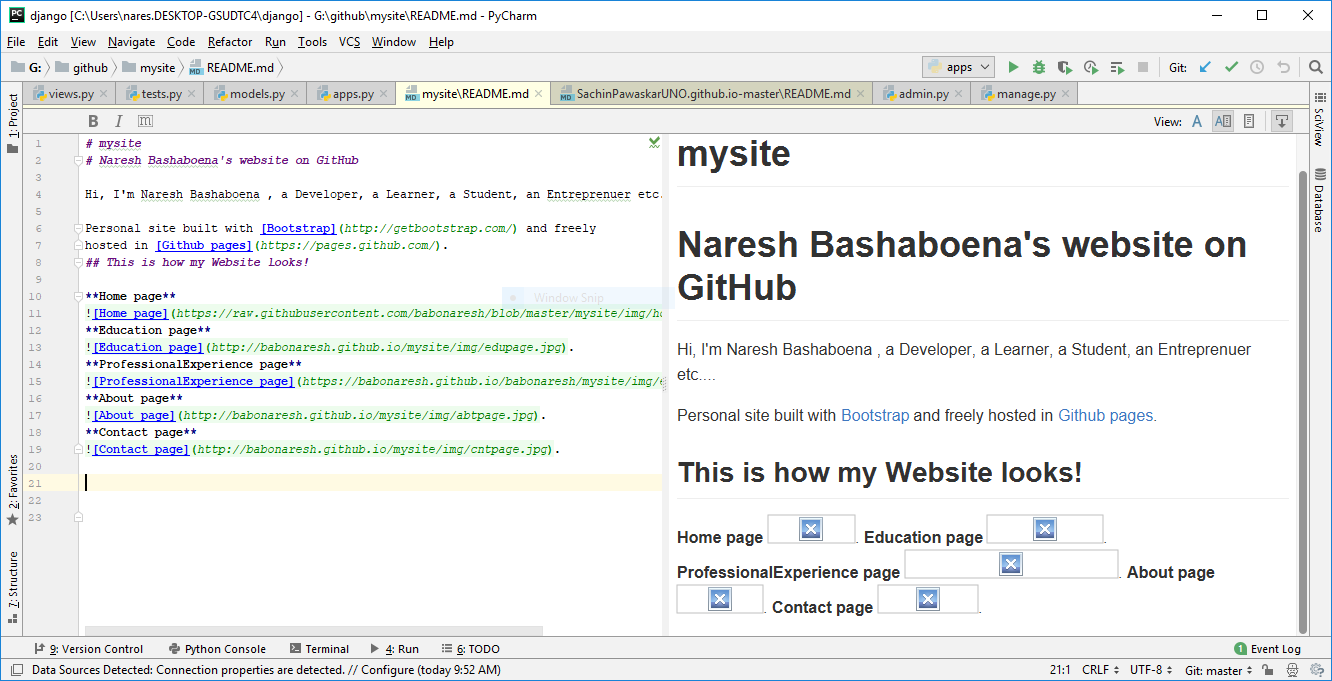 django [C:\Users\nares.DESKTOP-GSUDTC4\django] - G:\github\mysite\README.md - PyCharm
File Edit View Navigate Code Refactor Run Tools VCS Window Help
G: github mysite README.md apps Git:
views.py tests.py models.py apps.py mysite\README.md SachinPawaskarUNO.github.io-master\README.md admin.py manage.py
B I m View: A A
1: Project
2: Favorites
7: Structure
SciView
Database
1 # mysite
2 # Naresh Bashaboena's website on GitHub
3
4 Hi, I'm Naresh Bashaboena , a Developer, a Learner, a Student, an Entreprenuer etc.
5
6 Personal site built with [Bootstrap](http://getbootstrap.com/) and freely
7 hosted in [Github pages](https://pages.github.com/).
8 ## This is how my Website looks!
9
10 **Home page**
11 ![Home page](https://raw.githubusercontent.com/babonaresh/blob/master/mysite/img/ho
12 **Education page**
13 ![Education page](http://babonaresh.github.io/mysite/img/edupage.jpg).
14 **ProfessionalExperience page**
15 ![ProfessionalExperience page](https://babonaresh.github.io/babonaresh/mysite/img/e
16 **About page**
17 ![About page](http://babonaresh.github.io/mysite/img/abtpage.jpg).
18 **Contact page**
19 ![Contact page](http://babonaresh.github.io/mysite/img/cntpage.jpg).
20
21
22
23
Window Snip
mysite
Naresh Bashaboena's website on
GitHub
Hi, I'm Naresh Bashaboena , a Developer, a Learner, a Student, an Entreprenuer
etc....
Personal site built with Bootstrap and freely hosted in Github pages.
This is how my Website looks!
Home page . Education page .
ProfessionalExperience page . About page
. Contact page .
9: Version Control Python Console Terminal 4: Run 6: TODO 1 Event Log
Data Sources Detected: Connection properties are detected. // Configure (today 9:52 AM) 21:1 CRLF UTF-8 Git: master